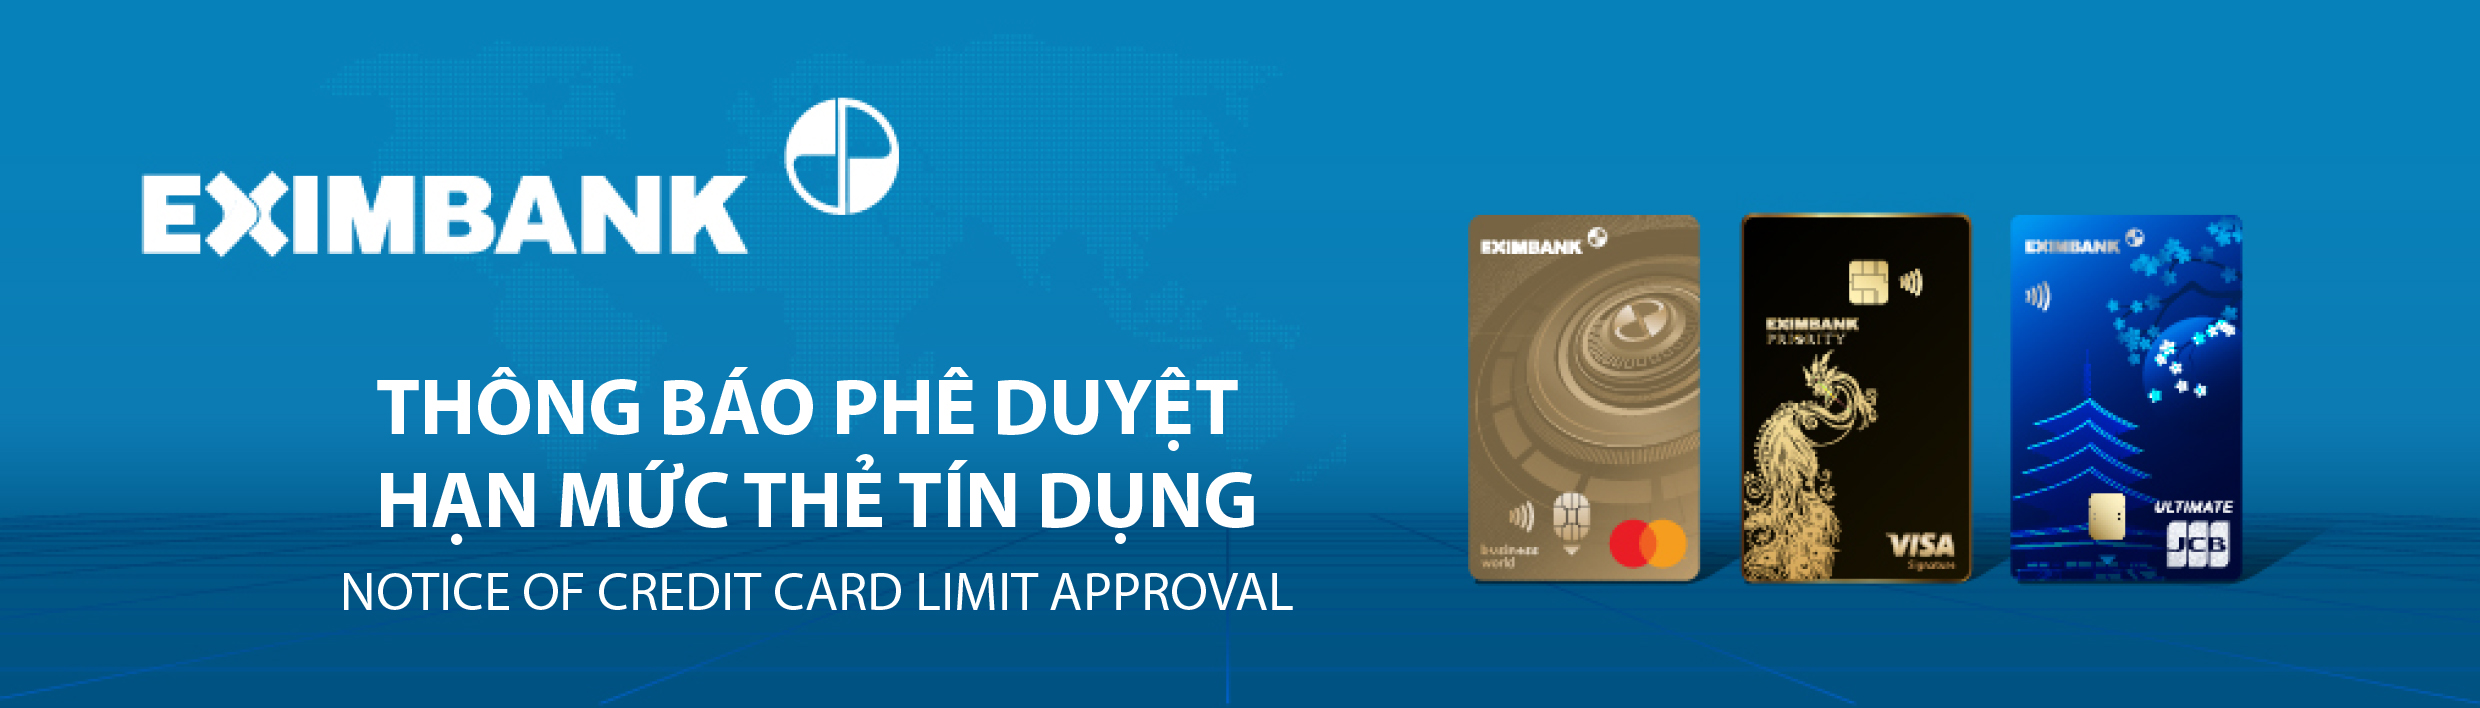 EXIMBANK
THÔNG BÁO PHÊ DUYỆT
HẠN MỨC THẺ TÍN DỤNG
NOTICE OF CREDIT CARD LIMIT APPROVAL
EXIMBANK
business
world
EXIMBANK
PRIORITY
VISA
Signature
EXIMBANK
ULTIMATE
JCB